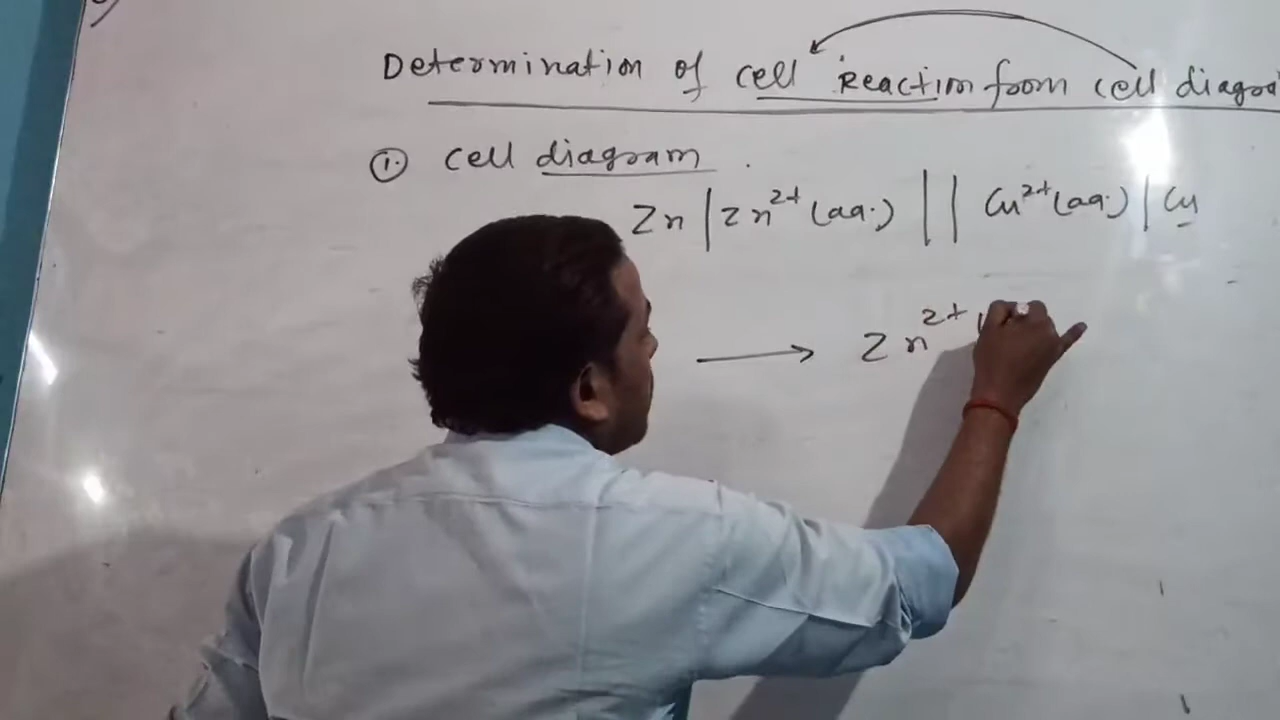 Determination of cell Reaction from cell diagra
① cell diagram .
Zn | Zn²⁺ (aq.) || Cu²⁺ (aq.) | Cu
⟶ Zn²⁺